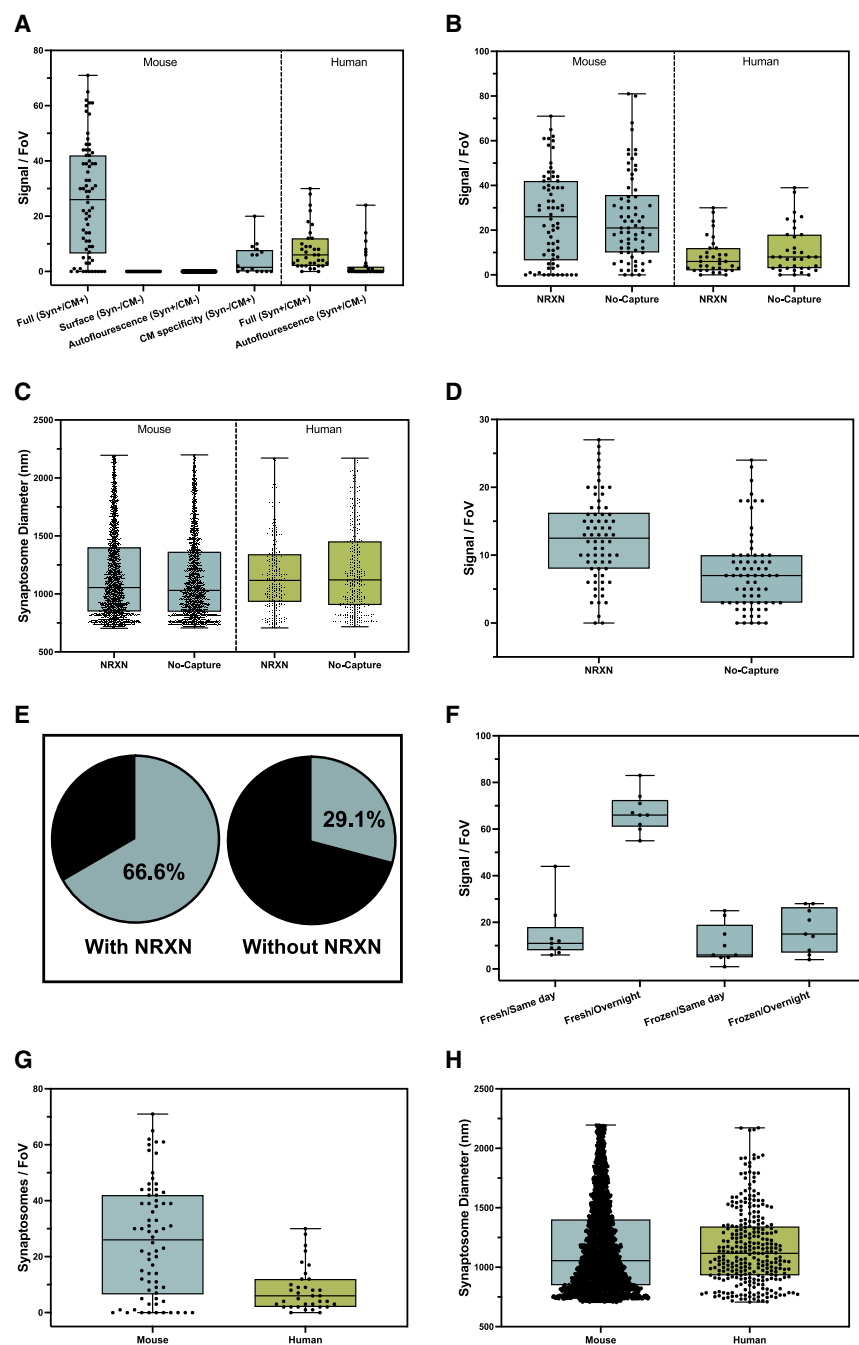 A
Mouse
Human
Signal / FoV
80
60
40
20
0
Full (Syn+/CM+)
Surface (Syn-/CM-)
Autoflourescence (Syn+/CM-)
CM specificity (Syn-/CM+)
Full (Syn+/CM+)
Autoflourescence (Syn+/CM-)
B
Mouse
Human
Signal / FoV
100
80
60
40
20
0
NRXN
No-Capture
NRXN
No-Capture
C
Mouse
Human
Synaptosome Diameter (nm)
2500
2000
1500
1000
500
NRXN
No-Capture
NRXN
No-Capture
D
Signal / FoV
30
20
10
0
NRXN
No-Capture
E
66.6%
29.1%
With NRXN
Without NRXN
F
Signal / FoV
100
80
60
40
20
0
Fresh/Same day
Fresh/Overnight
Frozen/Same day
Frozen/Overnight
G
Synaptosomes / FoV
80
60
40
20
0
Mouse
Human
H
Synaptosome Diameter (nm)
2500
2000
1500
1000
500
Mouse
Human